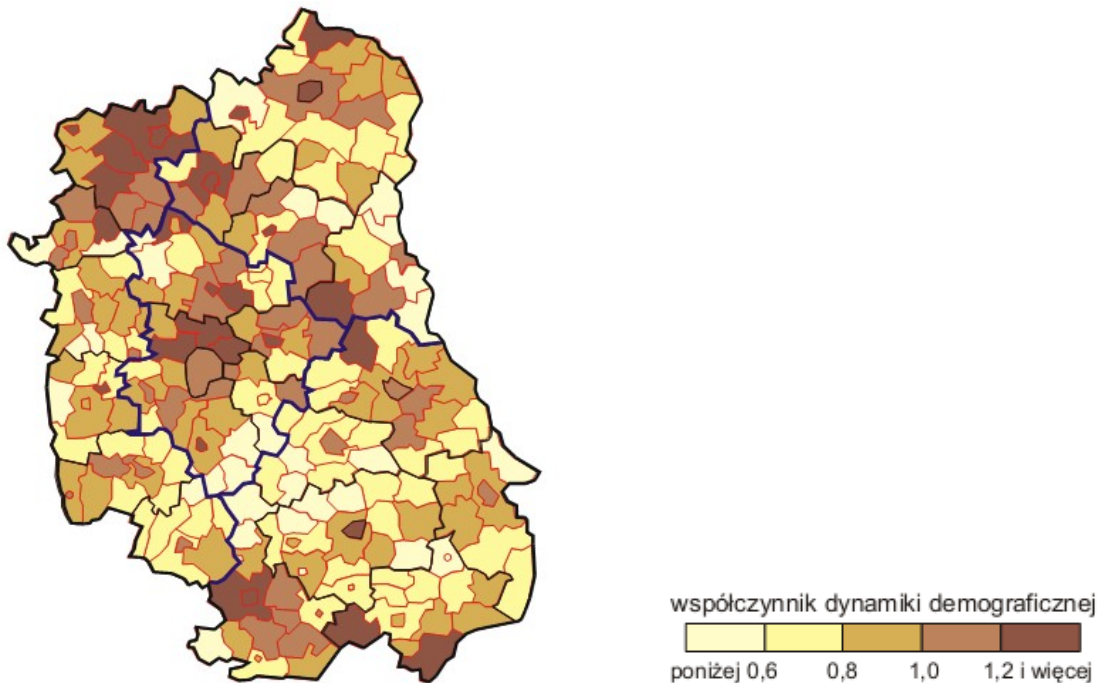 współczynnik dynamiki demograficznej
poniżej 0,6 0,8 1,0 1,2 i więcej